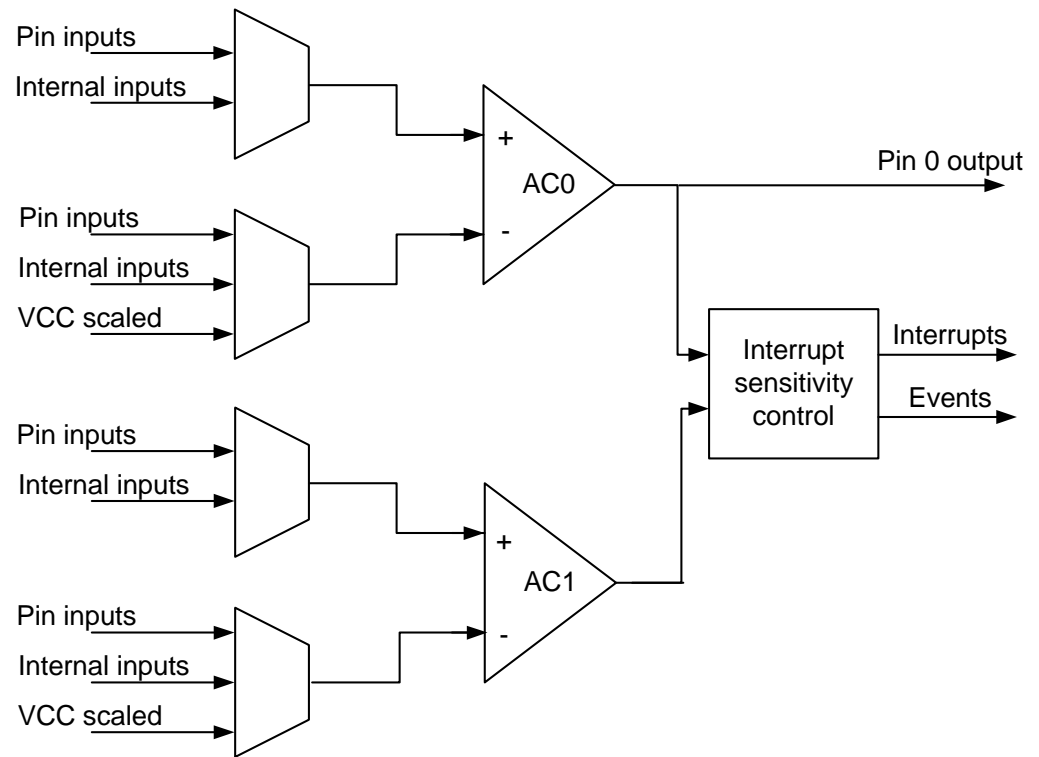 Pin inputs
Internal inputs
+
AC0
-
Pin 0 output
Pin inputs
Internal inputs
VCC scaled
Interrupt
sensitivity
control
Interrupts
Events
Pin inputs
Internal inputs
+
AC1
-
Pin inputs
Internal inputs
VCC scaled